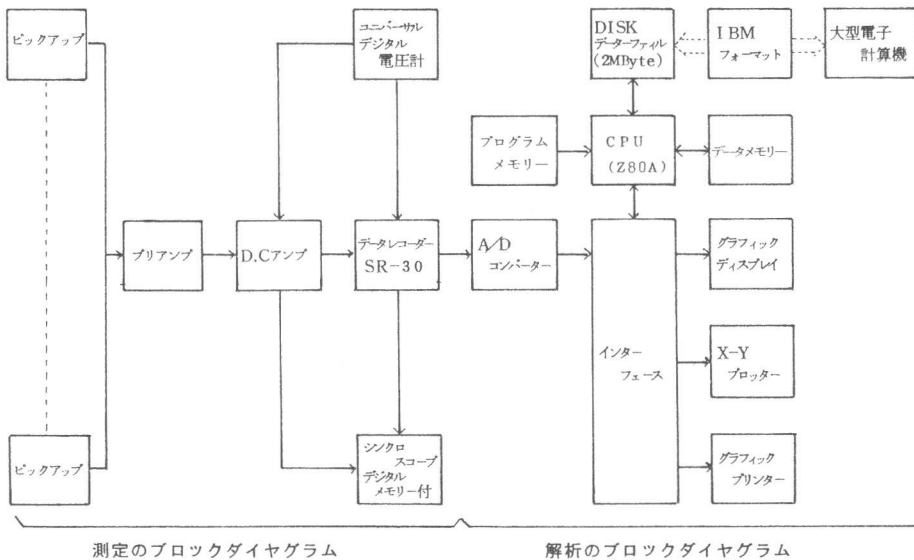 ピックアップ
ユニバーサル
デジタル
電圧計
DISK
データーファイル
(2MByte)
IBM
フォーマット
大型電子
計算機
プログラム
メモリー
CPU
(Z80A)
データメモリー
プリアンプ
D.Cアンプ
データレコーダー
SR-30
A/D
コンバーター
インター
フェース
グラフィック
ディスプレイ
X-Y
プロッター
ピックアップ
シンクロ
スコープ
デジタル
メモリー付
グラフィック
プリンター
測定のブロックダイヤグラム
解析のブロックダイヤグラム